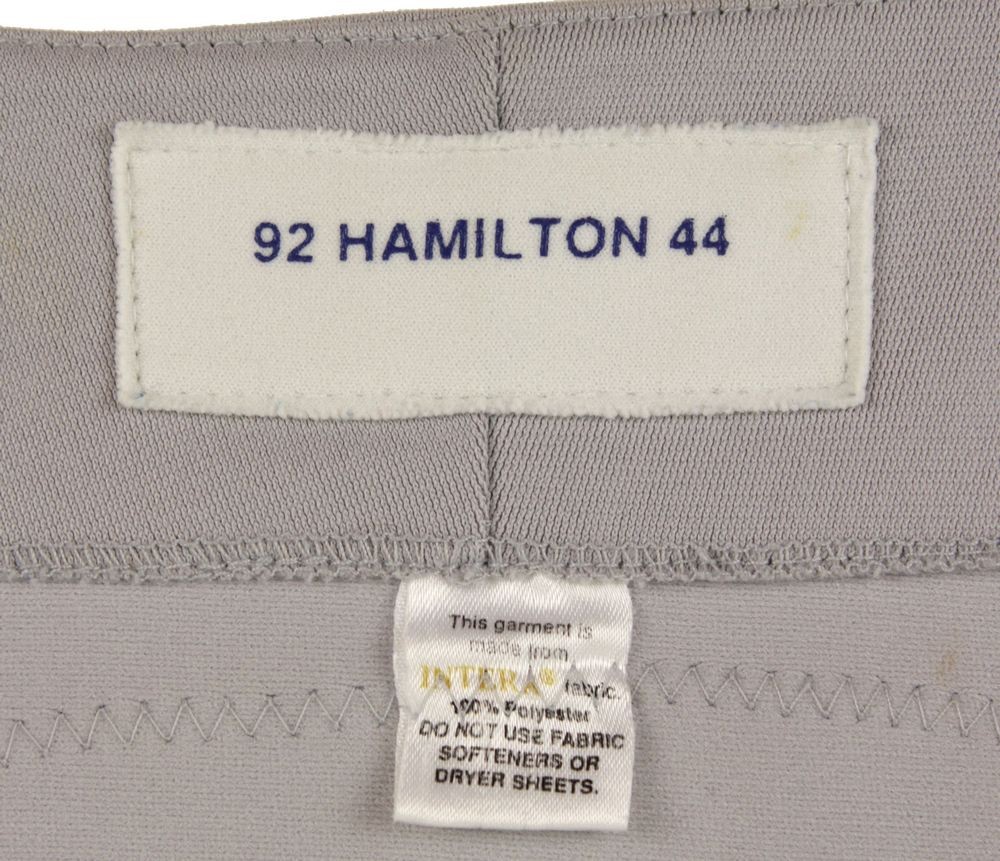 92 HAMILTON 44
This garment is
made from
INTERA® fabric.
100% Polyester
DO NOT USE FABRIC
SOFTENERS OR
DRYER SHEETS.